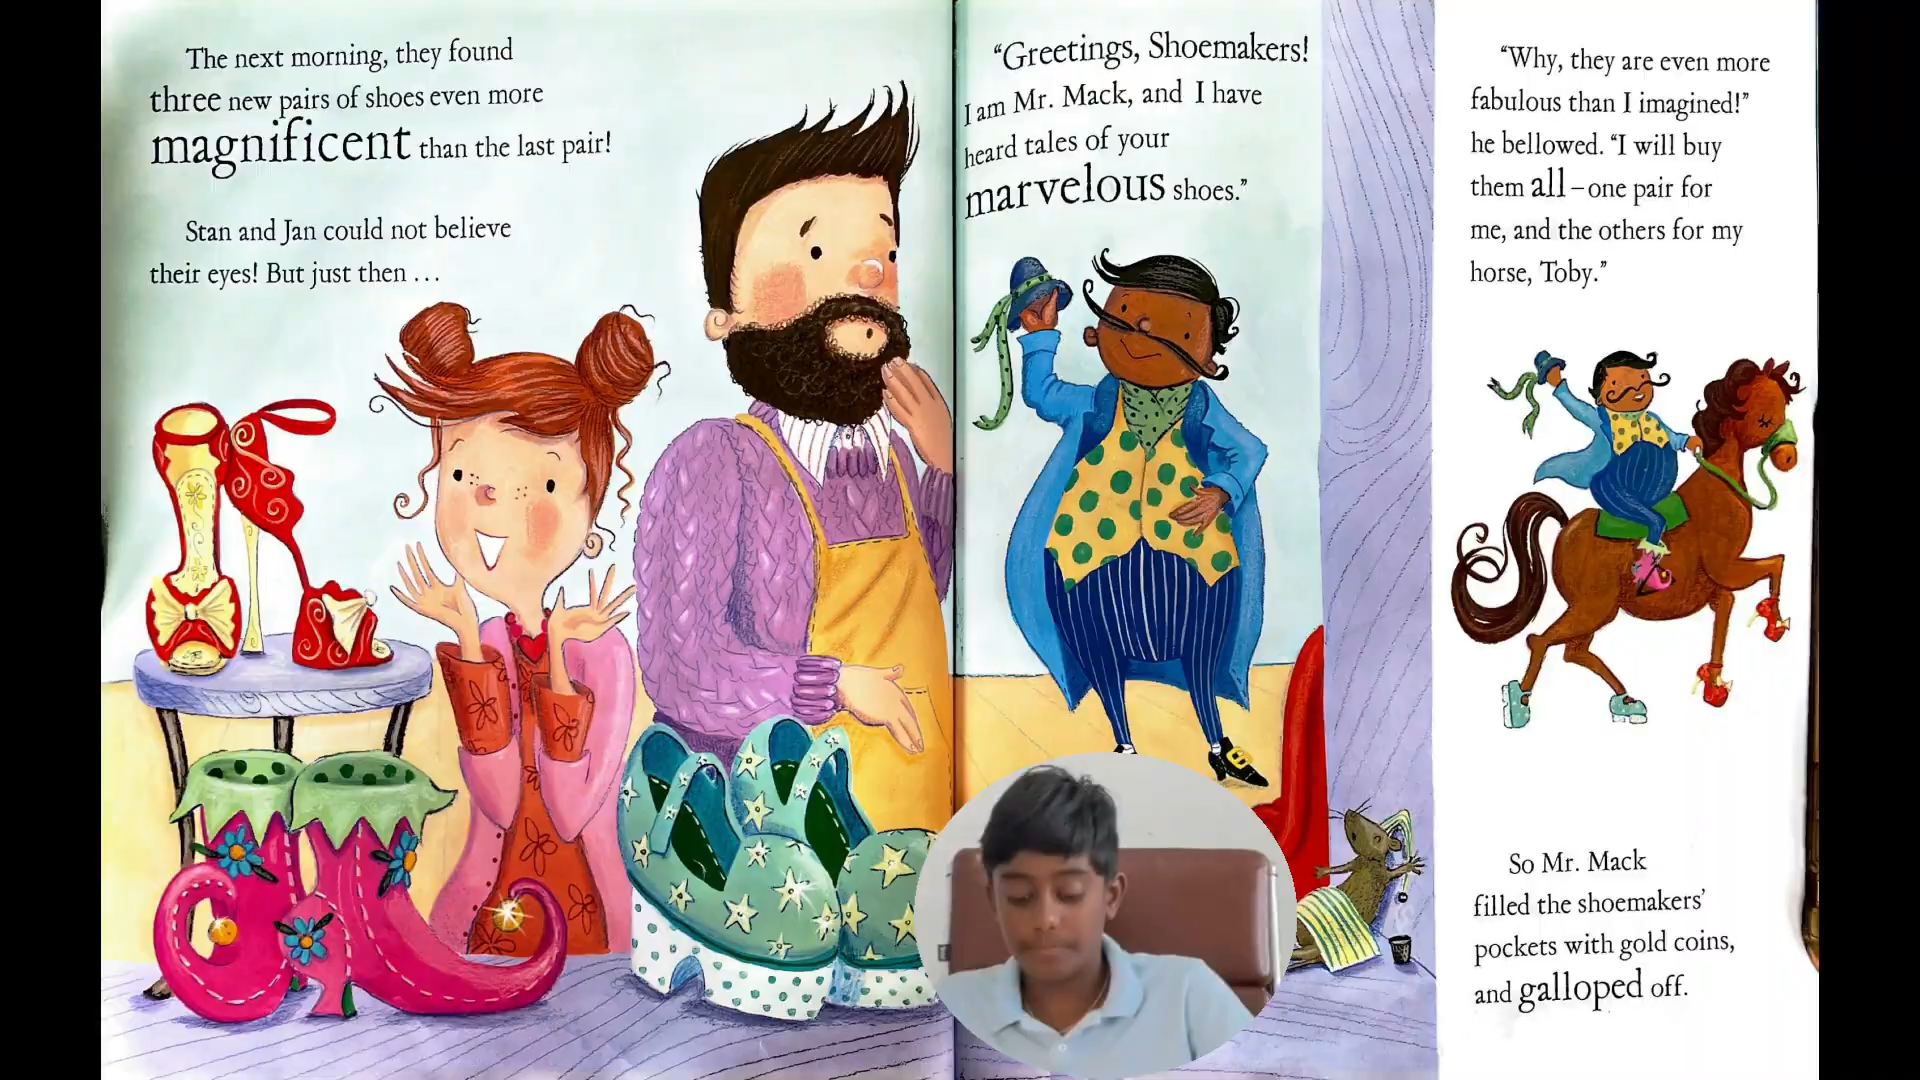 The next morning, they found
three new pairs of shoes even more
magnificent than the last pair!
Stan and Jan could not believe
their eyes! But just then ...
“Greetings, Shoemakers!
I am Mr. Mack, and I have
heard tales of your
marvelous shoes.”
“Why, they are even more
fabulous than I imagined!”
he bellowed. “I will buy
them all – one pair for
me, and the others for my
horse, Toby.”
So Mr. Mack
filled the shoemakers’
pockets with gold coins,
and galloped off.